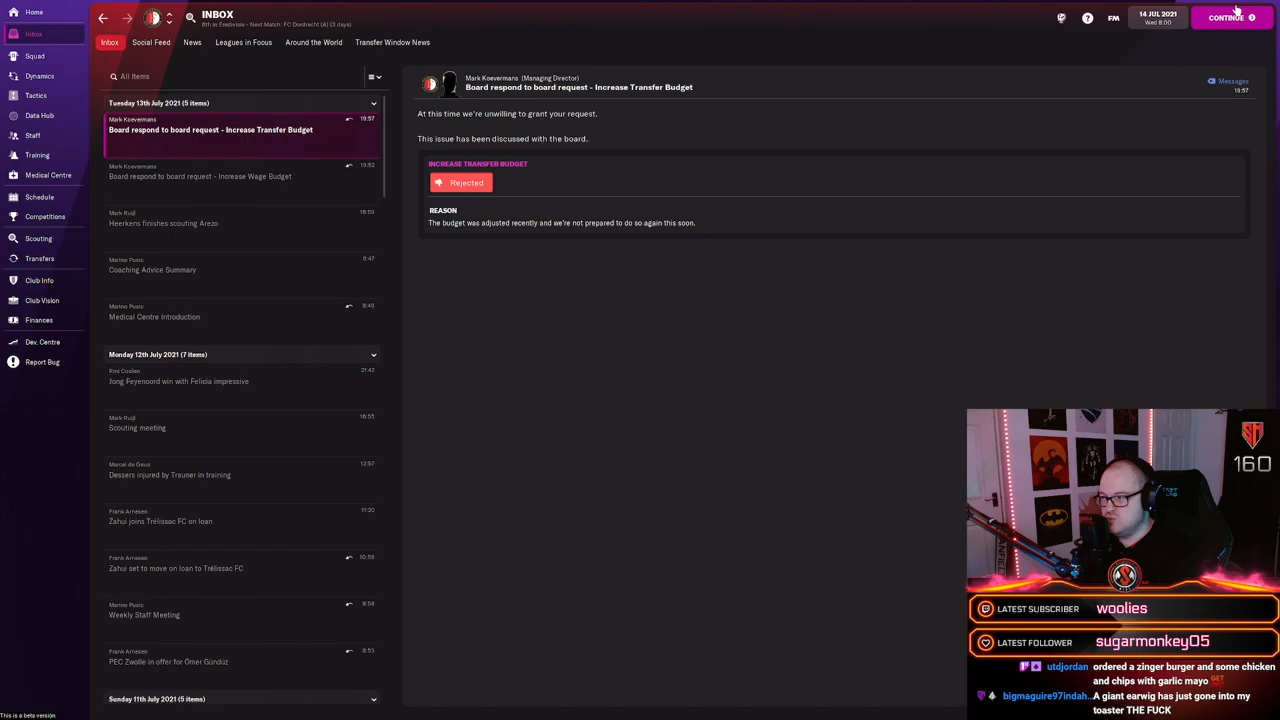 Home
Inbox
Squad
Dynamics
Tactics
Data Hub
Staff
Training
Medical Centre
Schedule
Competitions
Scouting
Transfers
Club Info
Club Vision
Finances
Dev. Centre
Report Bug
This is a beta version
INBOX
6th in Eredivisie - Next Match: FC Dordrecht (A) (3 days)
FM
14 JUL 2021
Wed 8:00
CONTINUE
Inbox
Social Feed
News
Leagues in Focus
Around the World
Transfer Window News
All Items
Tuesday 13th July 2021 (5 items)
Mark Koevermans
19:57
Board respond to board request - Increase Transfer Budget
Mark Koevermans
19:53
Board respond to board request - Increase Wage Budget
Mark Ruijl
16:53
Heerkens finishes scouting Arezo
Marino Pusic
8:47
Coaching Advice Summary
Marino Pusic
8:46
Medical Centre Introduction
Monday 12th July 2021 (7 items)
Rini Coolen
21:42
Jong Feyenoord win with Felicia impressive
Mark Ruijl
16:55
Scouting meeting
Marcel de Geus
13:57
Dessers injured by Trauner in training
Frank Arnesen
11:20
Zahui joins Trélissac FC on loan
Frank Arnesen
10:58
Zahui set to move on loan to Trélissac FC
Marino Pusic
8:58
Weekly Staff Meeting
Frank Arnesen
8:53
PEC Zwolle in offer for Ömer Gündüz
Sunday 11th July 2021 (5 items)
Mark Koevermans (Managing Director)
Board respond to board request - Increase Transfer Budget
Messages
19:57
At this time we're unwilling to grant your request.
This issue has been discussed with the board.
INCREASE TRANSFER BUDGET
Rejected
REASON
The budget was adjusted recently and we're not prepared to do so again this soon.
SM
160
LATEST SUBSCRIBER
woolies
LATEST FOLLOWER
sugarmonkey05
utdjordan ordered a zinger burger and some chicken
and chips with garlic mayo
bigmaguire97indah... A giant earwig has just gone into my
toaster THE FUCK